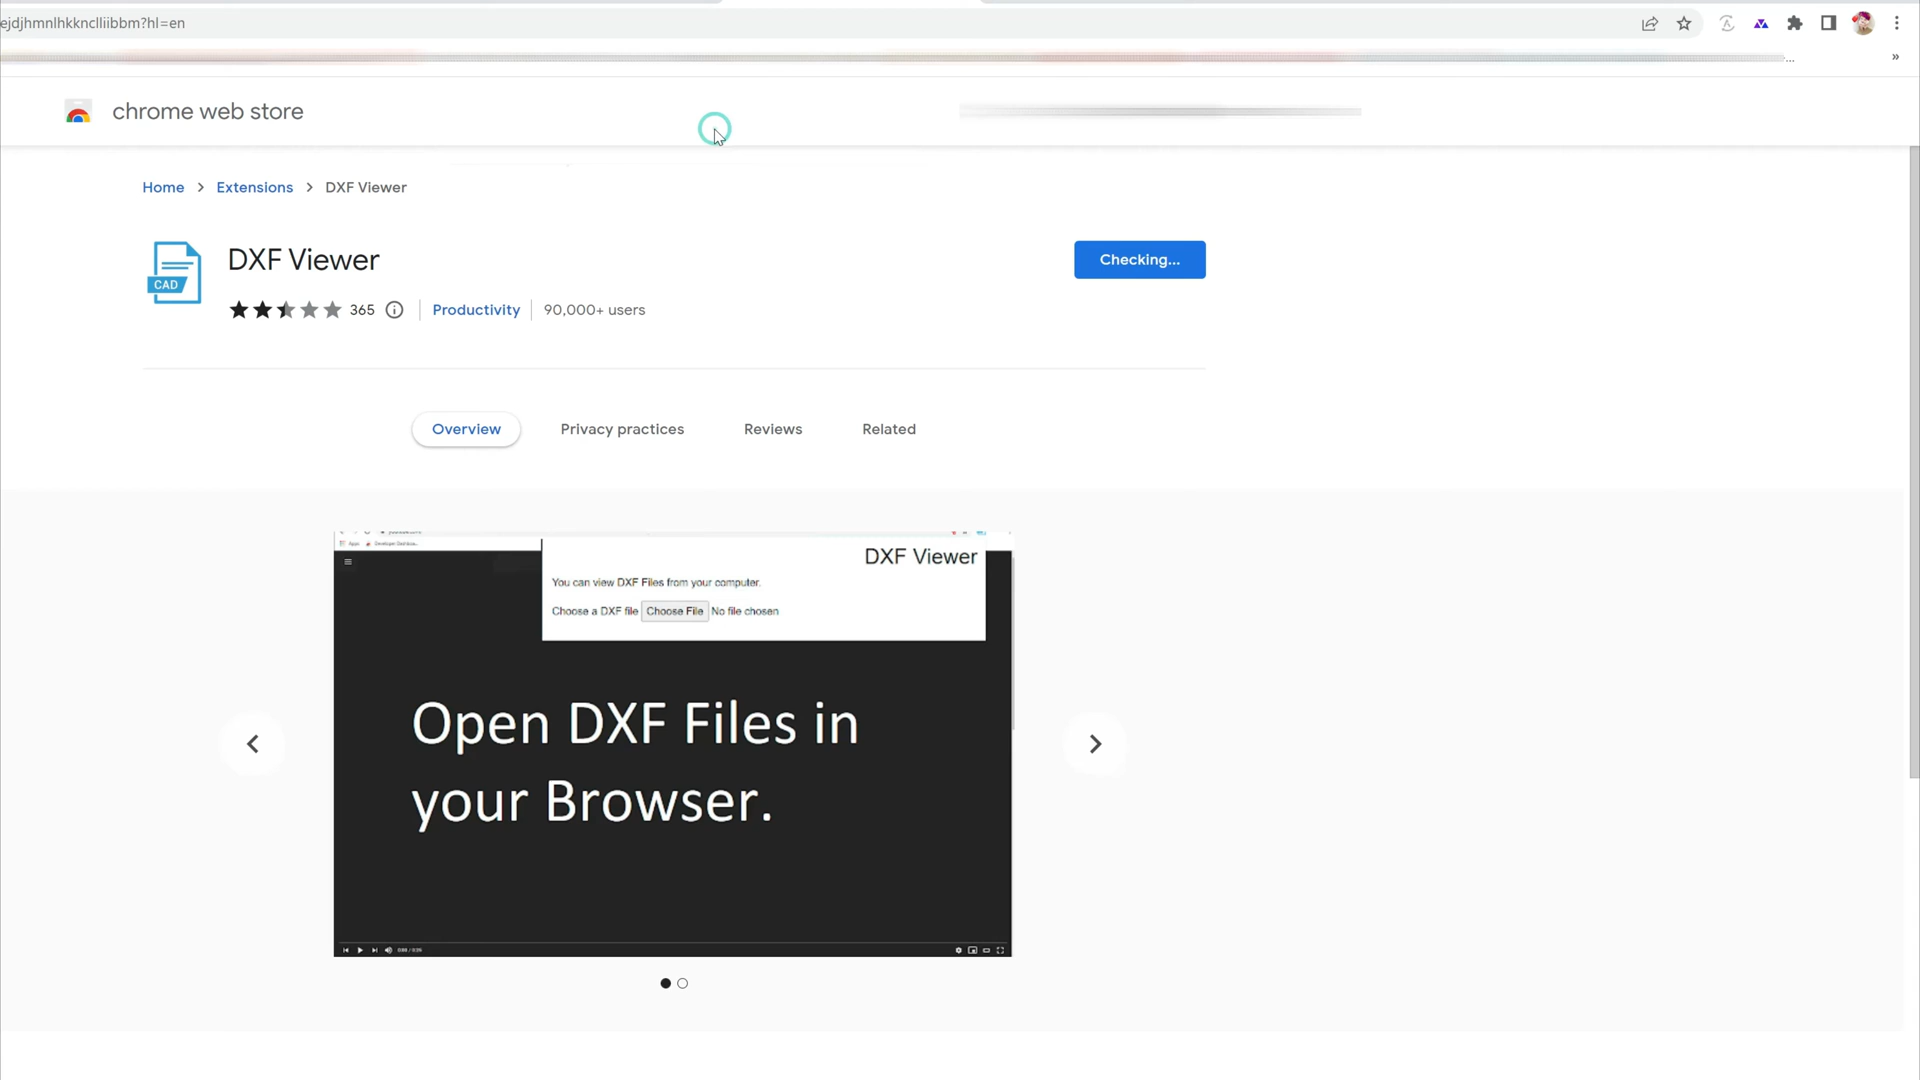 ejdjhmnlhkknclliibbm?hl=en
...
»
chrome web store
Home > Extensions > DXF Viewer
DXF Viewer
Checking...
CAD
365 Productivity 90,000+ users
Overview Privacy practices Reviews Related
Apps
DXF Viewer
You can view DXF Files from your computer.
Choose a DXF file Choose File No file chosen
Open DXF Files in
your Browser.